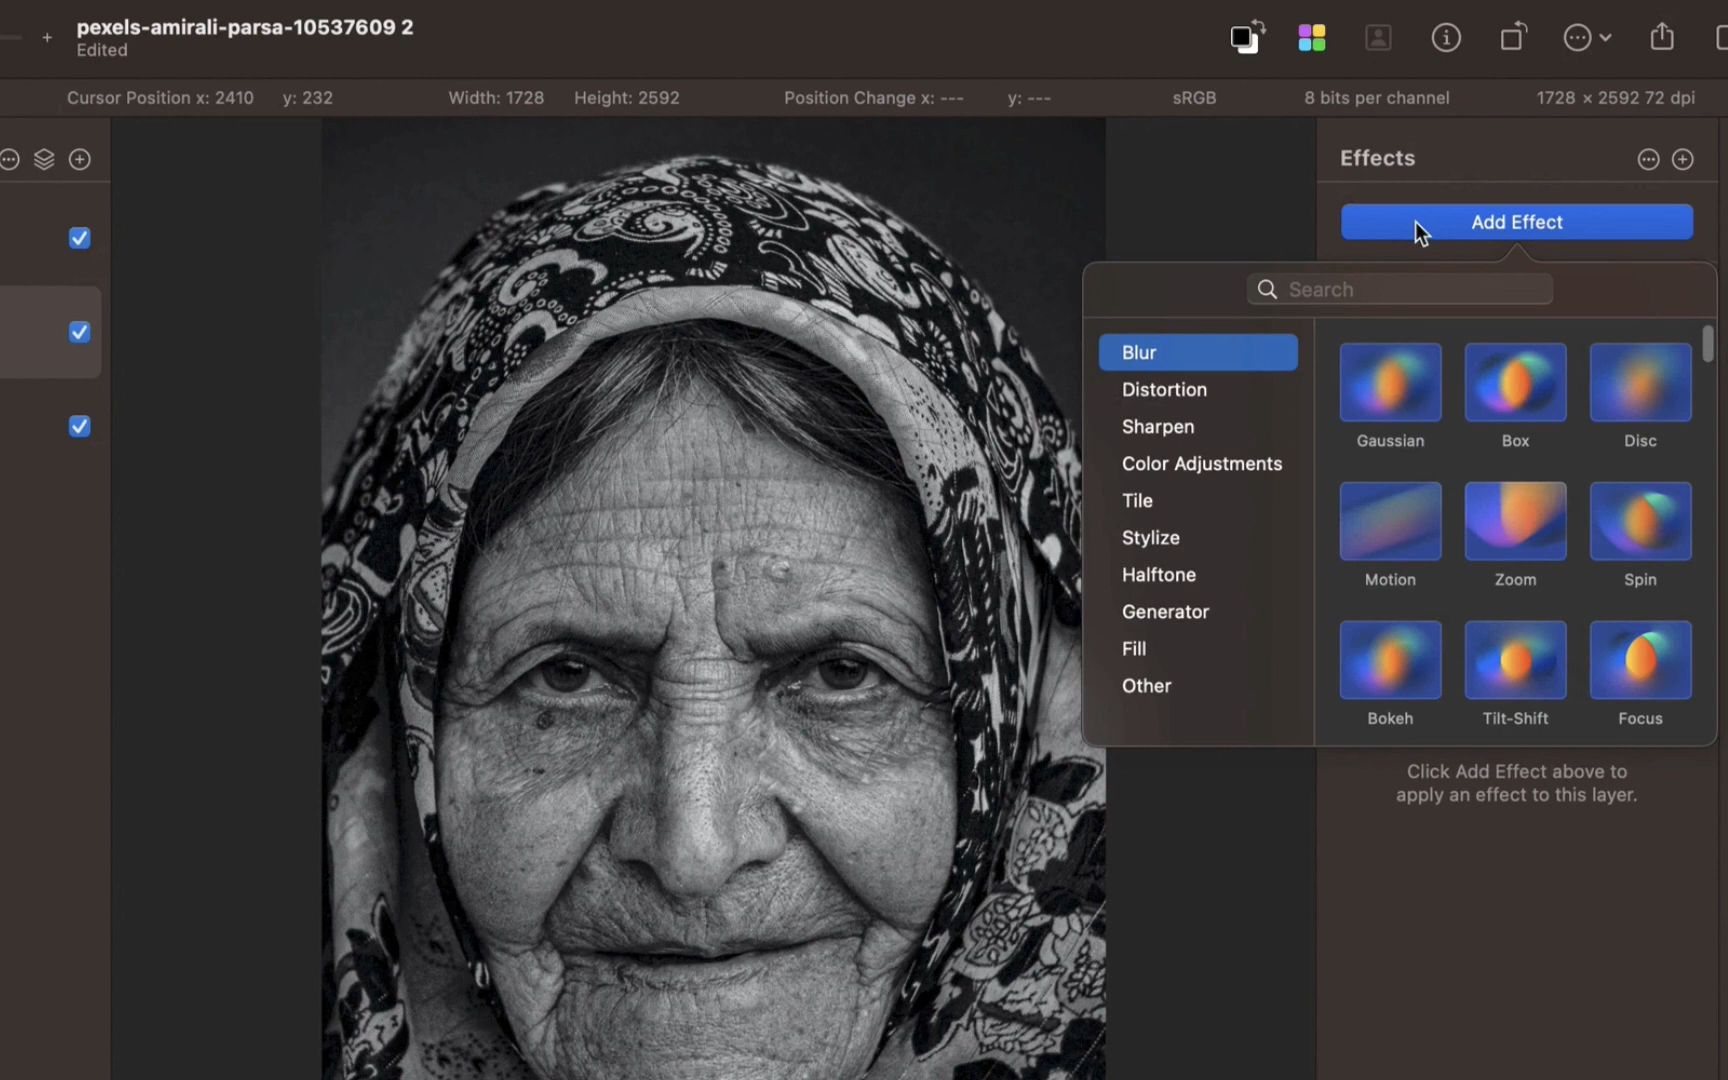 pexels-amirali-parsa-10537609 2
Edited
Cursor Position x: 2410 y: 232 Width: 1728 Height: 2592 Position Change x: --- y: --- sRGB 8 bits per channel 1728 × 2592 72 dpi
Effects
Add Effect
Search
Blur
Distortion
Sharpen
Color Adjustments
Tile
Stylize
Halftone
Generator
Fill
Other
Gaussian Box Disc
Motion Zoom Spin
Bokeh Tilt-Shift Focus
Click Add Effect above to
apply an effect to this layer.